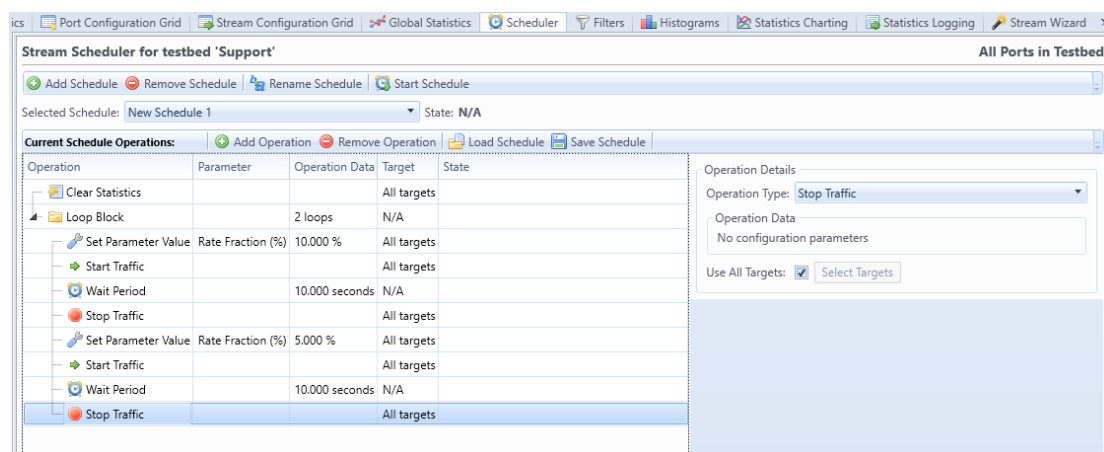 ics Port Configuration Grid Stream Configuration Grid Global Statistics Scheduler Filters Histograms Statistics Charting Statistics Logging Stream Wizard
Stream Scheduler for testbed 'Support' All Ports in Testbed
Add Schedule Remove Schedule Rename Schedule Start Schedule
Selected Schedule: New Schedule 1 State: N/A
Current Schedule Operations: Add Operation Remove Operation Load Schedule Save Schedule
Operation Parameter Operation Data Target State
Clear Statistics All targets
Loop Block 2 loops N/A
Set Parameter Value Rate Fraction (%) 10.000 % All targets
Start Traffic All targets
Wait Period 10.000 seconds N/A
Stop Traffic All targets
Set Parameter Value Rate Fraction (%) 5.000 % All targets
Start Traffic All targets
Wait Period 10.000 seconds N/A
Stop Traffic All targets
Operation Details
Operation Type: Stop Traffic
Operation Data
No configuration parameters
Use All Targets: Select Targets